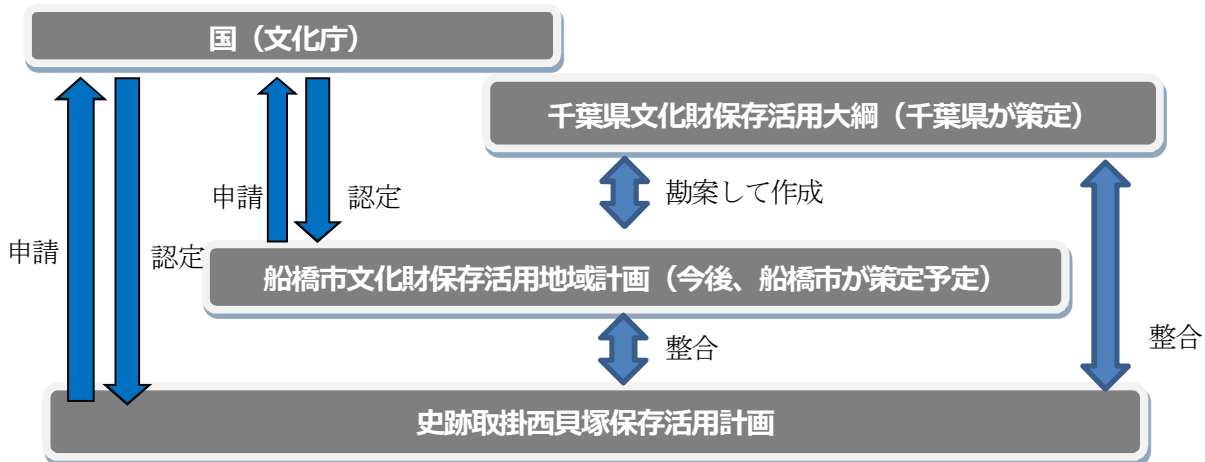 国（文化庁）
千葉県文化財保存活用大綱（千葉県が策定）
申請
認定
勘案して作成
申請
認定
船橋市文化財保存活用地域計画（今後、船橋市が策定予定）
整合
整合
史跡取掛西貝塚保存活用計画